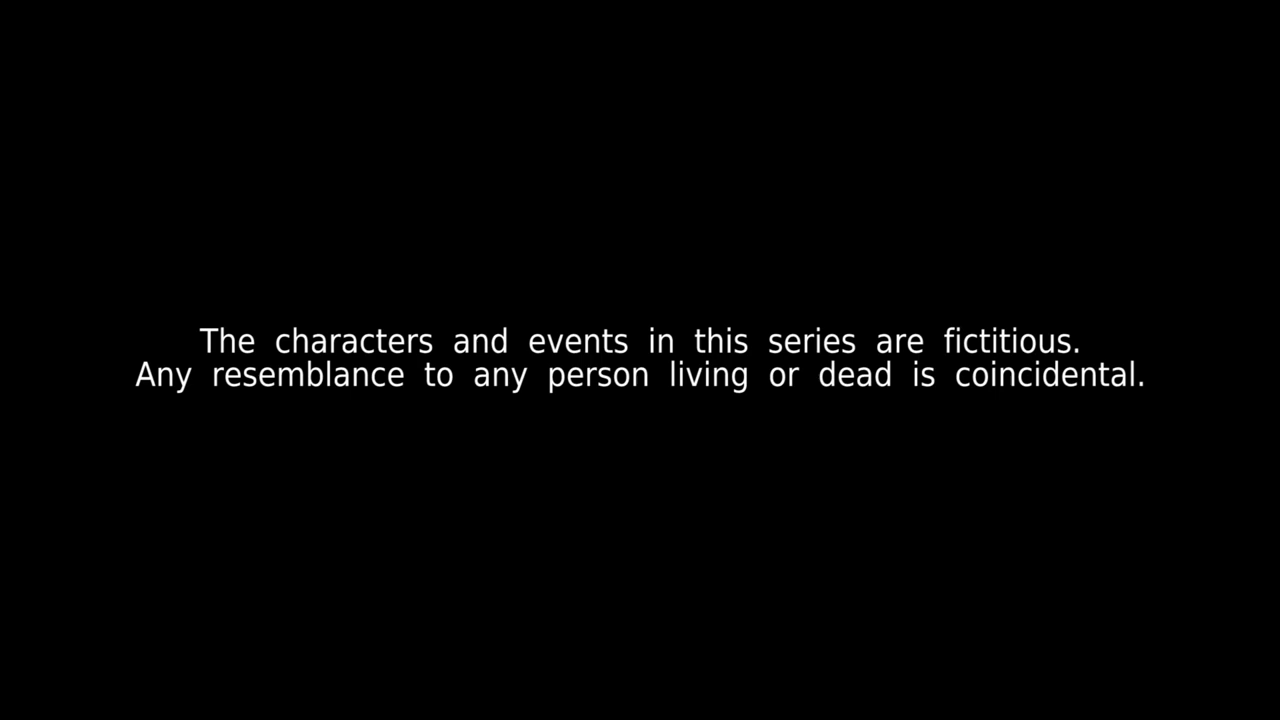 The characters and events in this series are fictitious.
Any resemblance to any person living or dead is coincidental.